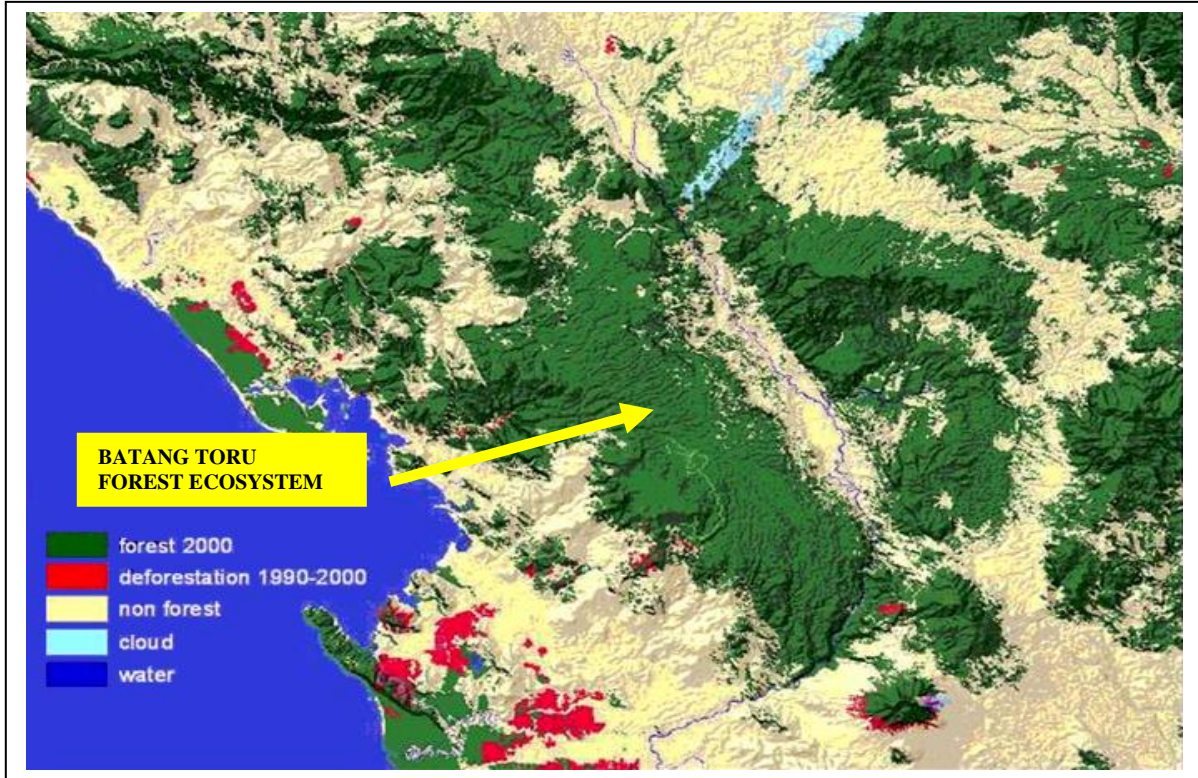 BATANG TORU
FOREST ECOSYSTEM
forest 2000
deforestation 1990-2000
non forest
cloud
water